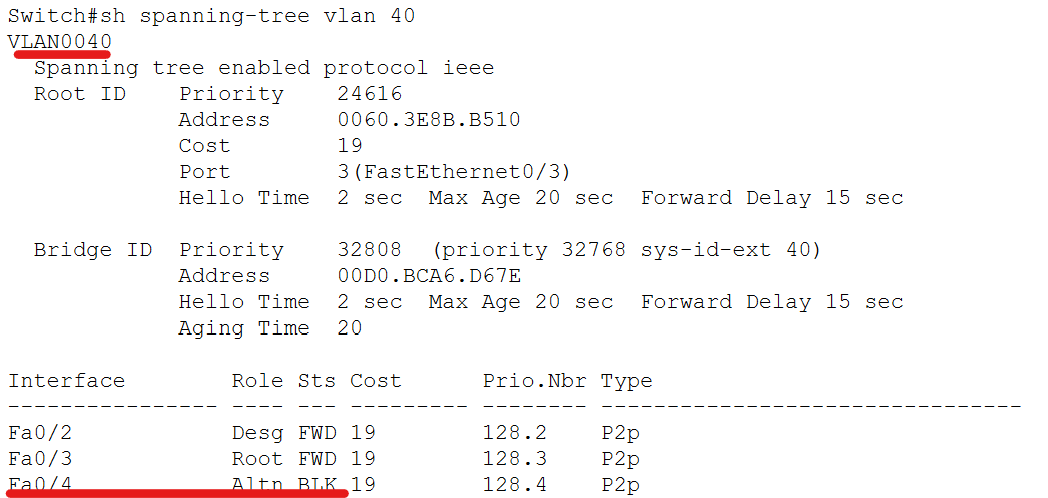 Switch#sh spanning-tree vlan 40
VLAN0040
  Spanning tree enabled protocol ieee
  Root ID    Priority    24616
             Address     0060.3E8B.B510
             Cost        19
             Port        3(FastEthernet0/3)
             Hello Time  2 sec  Max Age 20 sec  Forward Delay 15 sec

  Bridge ID  Priority    32808  (priority 32768 sys-id-ext 40)
             Address     00D0.BCA6.D67E
             Hello Time  2 sec  Max Age 20 sec  Forward Delay 15 sec
             Aging Time  20

Interface        Role Sts Cost      Prio.Nbr Type
---------------- ---- --- --------- -------- --------------------------------
Fa0/2            Desg FWD 19        128.2    P2p
Fa0/3            Root FWD 19        128.3    P2p
Fa0/4            Altn BLK 19        128.4    P2p